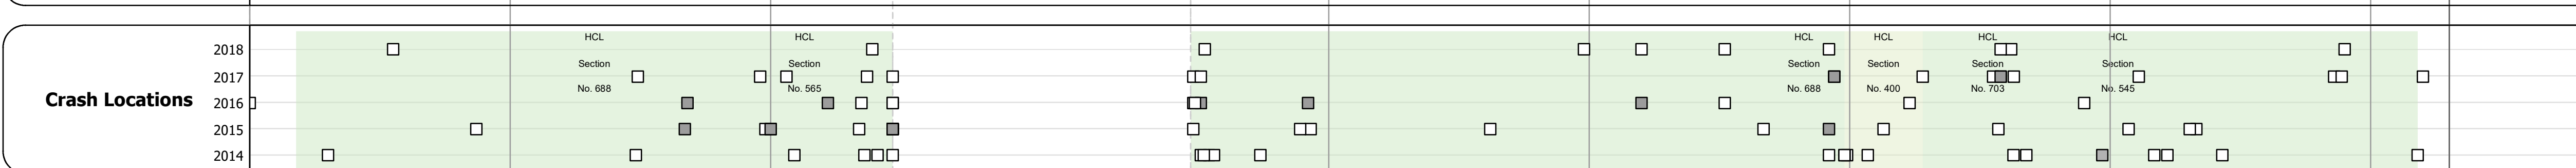 Crash Locations
2018
2017
2016
2015
2014
HCL
Section
No. 688
HCL
Section
No. 565
HCL
Section
No. 688
HCL
Section
No. 400
HCL
Section
No. 703
HCL
Section
No. 545